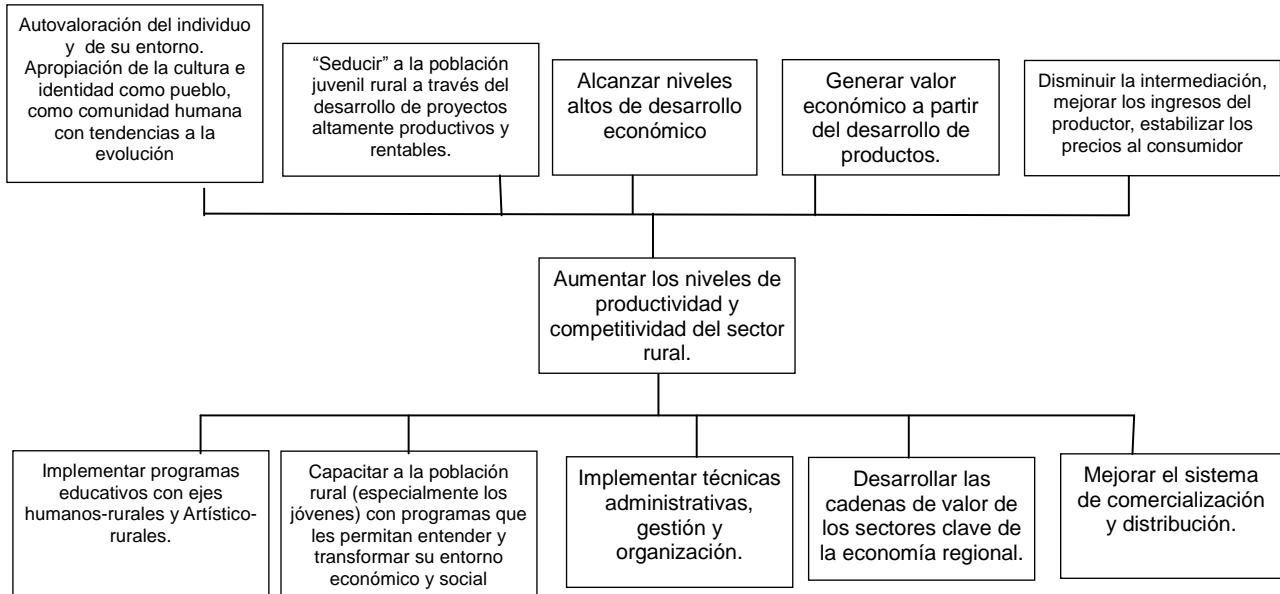 Autovaloración del individuo
y de su entorno.
Apropiación de la cultura e
identidad como pueblo,
como comunidad humana
con tendencias a la
evolución
“Seducir” a la población
juvenil rural a través del
desarrollo de proyectos
altamente productivos y
rentables.
Alcanzar niveles
altos de desarrollo
económico
Generar valor
económico a partir
del desarrollo de
productos.
Disminuir la intermediación,
mejorar los ingresos del
productor, estabilizar los
precios al consumidor
Aumentar los niveles de
productividad y
competitividad del sector
rural.
Implementar programas
educativos con ejes
humanos-rurales y Artístico-
rurales.
Capacitar a la población
rural (especialmente los
jóvenes) con programas que
les permitan entender y
transformar su entorno
económico y social
Implementar técnicas
administrativas,
gestión y
organización.
Desarrollar las
cadenas de valor de
los sectores clave de
la economía regional.
Mejorar el sistema
de comercialización
y distribución.